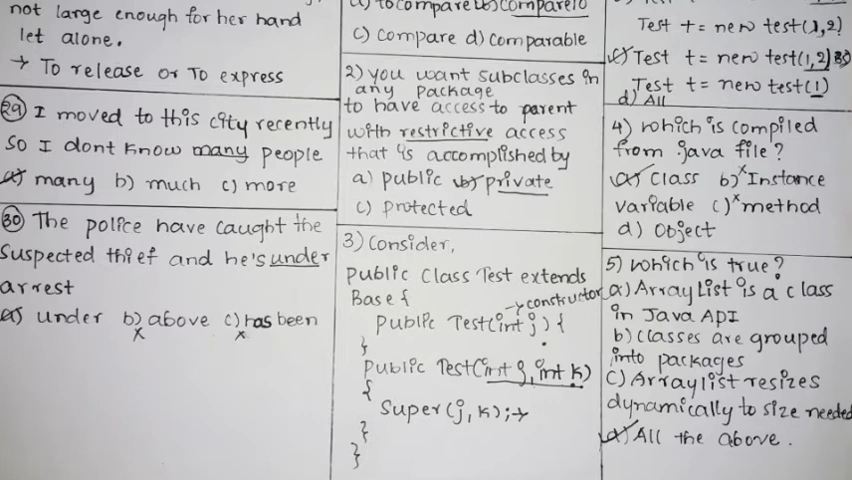 not large enough for her hand
let alone.
→ To release or To express
29 I moved to this city recently
so I dont know many people
a) many b) much c) more
30 The police have caught the
suspected thief and he's under
arrest
a) under b) above c) has been
x x
a) to compare b) compareTo
c) compare d) comparable
2) you want subclasses in
any package
to have access to parent
with restrictive access
that is accomplished by
a) public b) private
c) protected
3) Consider,
public class Test extends
Base {
→ constructor
public Test(int j) {
}
public Test(int j, int k)
{
Super(j, k);→
}
}
Test t = new test(1,2)
c) Test t = new test(1,2)
Test t = new test(1)
d) All
4) which is compiled
from java file?
a) class b) Instance
variable c) method
d) Object
5) which is true?
a) Array List is a class
in Java API
b) classes are grouped
into packages
c) Arraylist resizes
dynamically to size needed
d) All the above.